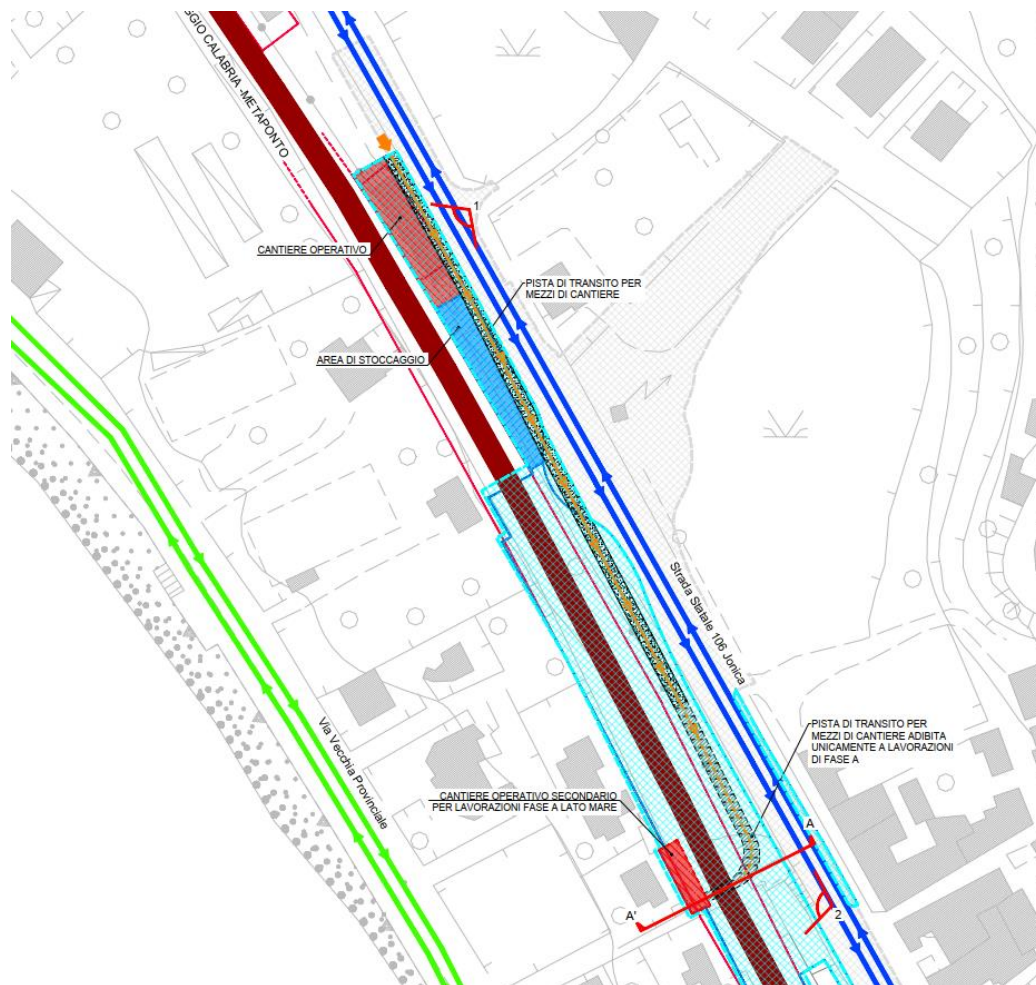 GGIO CALABRIA -METAPONTO
1
CANTIERE OPERATIVO
PISTA DI TRANSITO PER
MEZZI DI CANTIERE
AREA DI STOCCAGGIO
Strada Statale 106 Jonica
Via Vecchia Provinciale
PISTA DI TRANSITO PER
MEZZI DI CANTIERE ADIBITA
UNICAMENTE A LAVORAZIONI
DI FASE A
CANTIERE OPERATIVO SECONDARIO
PER LAVORAZIONI FASE A LATO MARE
A
A'
2